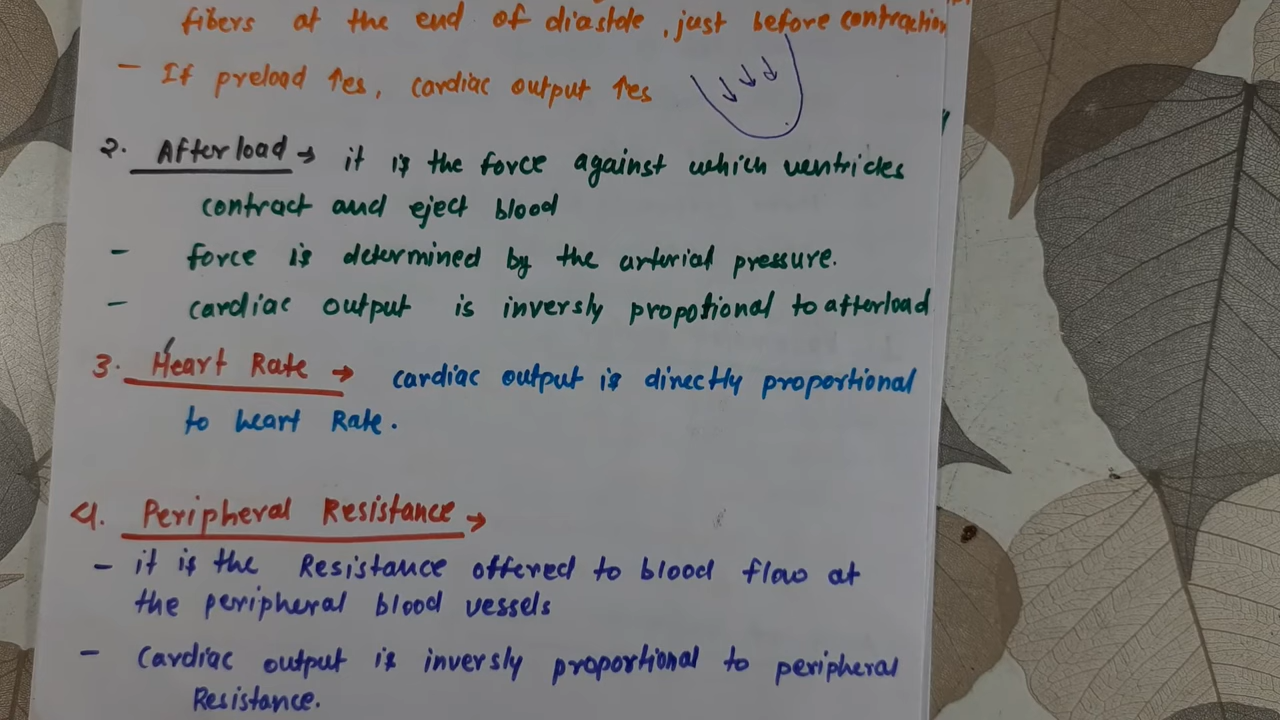 fibers at the end of diastole, just before contraction
- If preload ↑es, cardiac output ↑es
2. Afterload → it is the force against which ventricles
contract and eject blood
- force is determined by the arterial pressure.
- cardiac output is inversly propotional to afterload
3. Heart Rate → cardiac output is directly proportional
to heart Rate.
4. Peripheral Resistance →
- it is the Resistance offered to blood flow at
the peripheral blood vessels
- Cardiac output is inversly proportional to peripheral
Resistance.